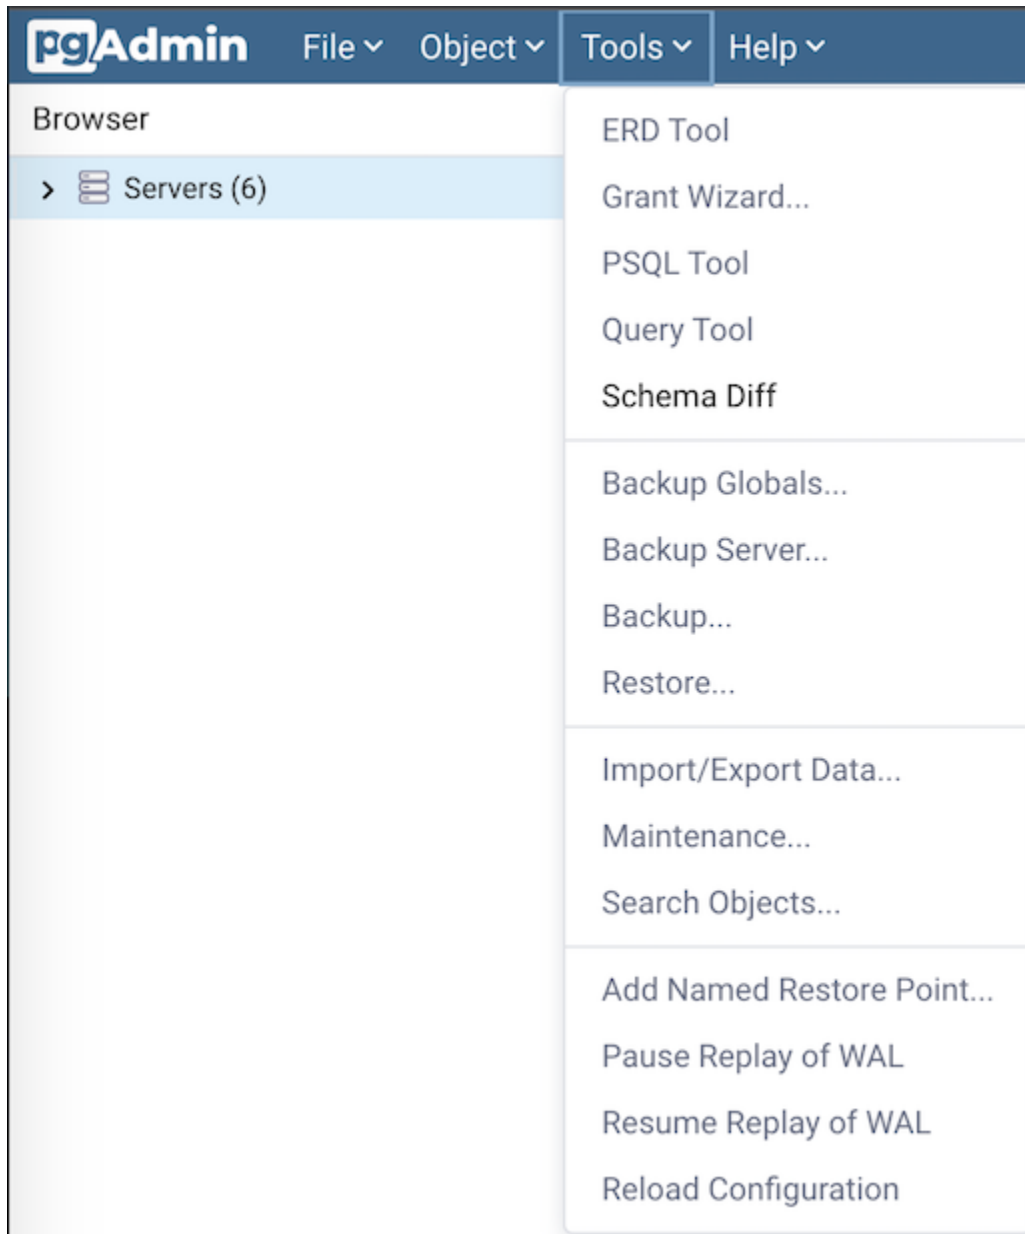 pgAdmin File Object Tools Help
Browser
Servers (6)
ERD Tool
Grant Wizard...
PSQL Tool
Query Tool
Schema Diff
Backup Globals...
Backup Server...
Backup...
Restore...
Import/Export Data...
Maintenance...
Search Objects...
Add Named Restore Point...
Pause Replay of WAL
Resume Replay of WAL
Reload Configuration